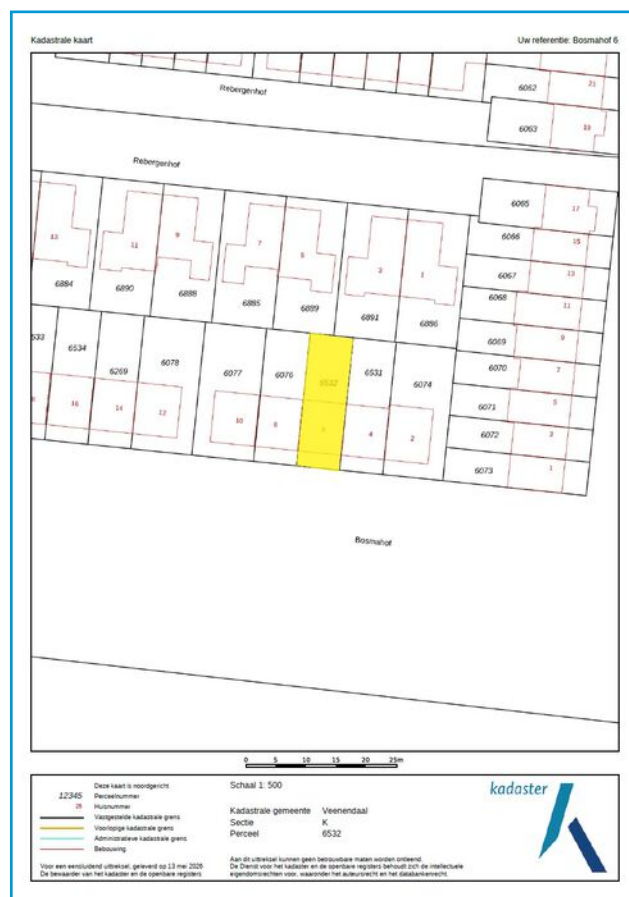 Kadastrale kaart
Uw referentie: Bosmahof 6
21
6062
Rebergenhof
19
6063
Rebergenhof
6065
17
6066
15
13
11
9
7
5
3
1
6067
13
6884
6890
6888
6885
6889
6891
6886
6068
11
6069
9
533
6534
6269
6078
6077
6076
6532
6531
6074
6070
7
6071
5
16
14
12
10
8
6
4
2
6072
3
6073
1
Bosmahof
0 5 10 15 20 25m
Deze kaart is noordgericht
12345 Perceelnummer
25 Huisnummer
Vastgestelde kadastrale grens
Voorlopige kadastrale grens
Administratieve kadastrale grens
Bebouwing
Voor een eensluidend uittreksel, geleverd op 13 mei 2026
De bewaarder van het kadaster en de openbare registers
Schaal 1: 500
Kadastrale gemeente Veenendaal
Sectie K
Perceel 6532
Aan dit uittreksel kunnen geen betrouwbare maten worden ontleend.
De Dienst voor het kadaster en de openbare registers behoudt zich de intellectuele
eigendomsrechten voor, waaronder het auteursrecht en het databankenrecht.
kadaster